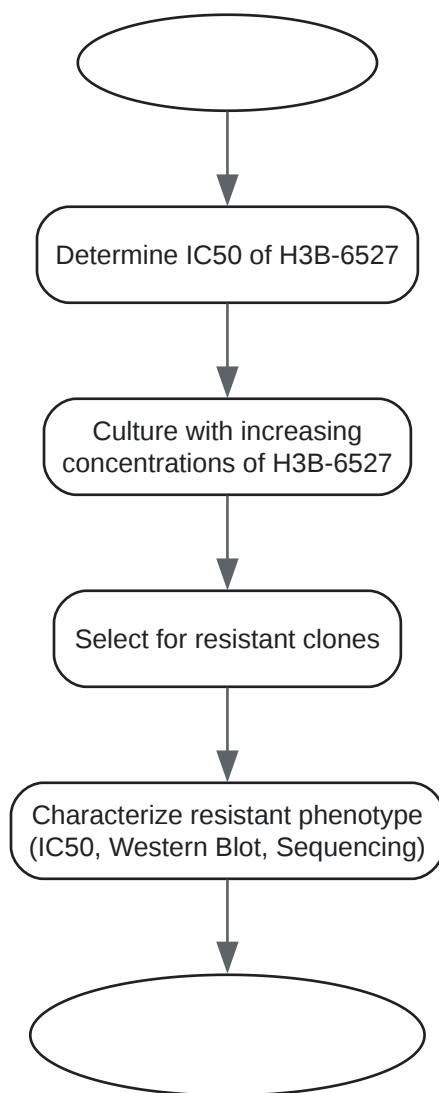 Determine IC50 of H3B-6527
Culture with increasing
concentrations of H3B-6527
Select for resistant clones
Characterize resistant phenotype
(IC50, Western Blot, Sequencing)